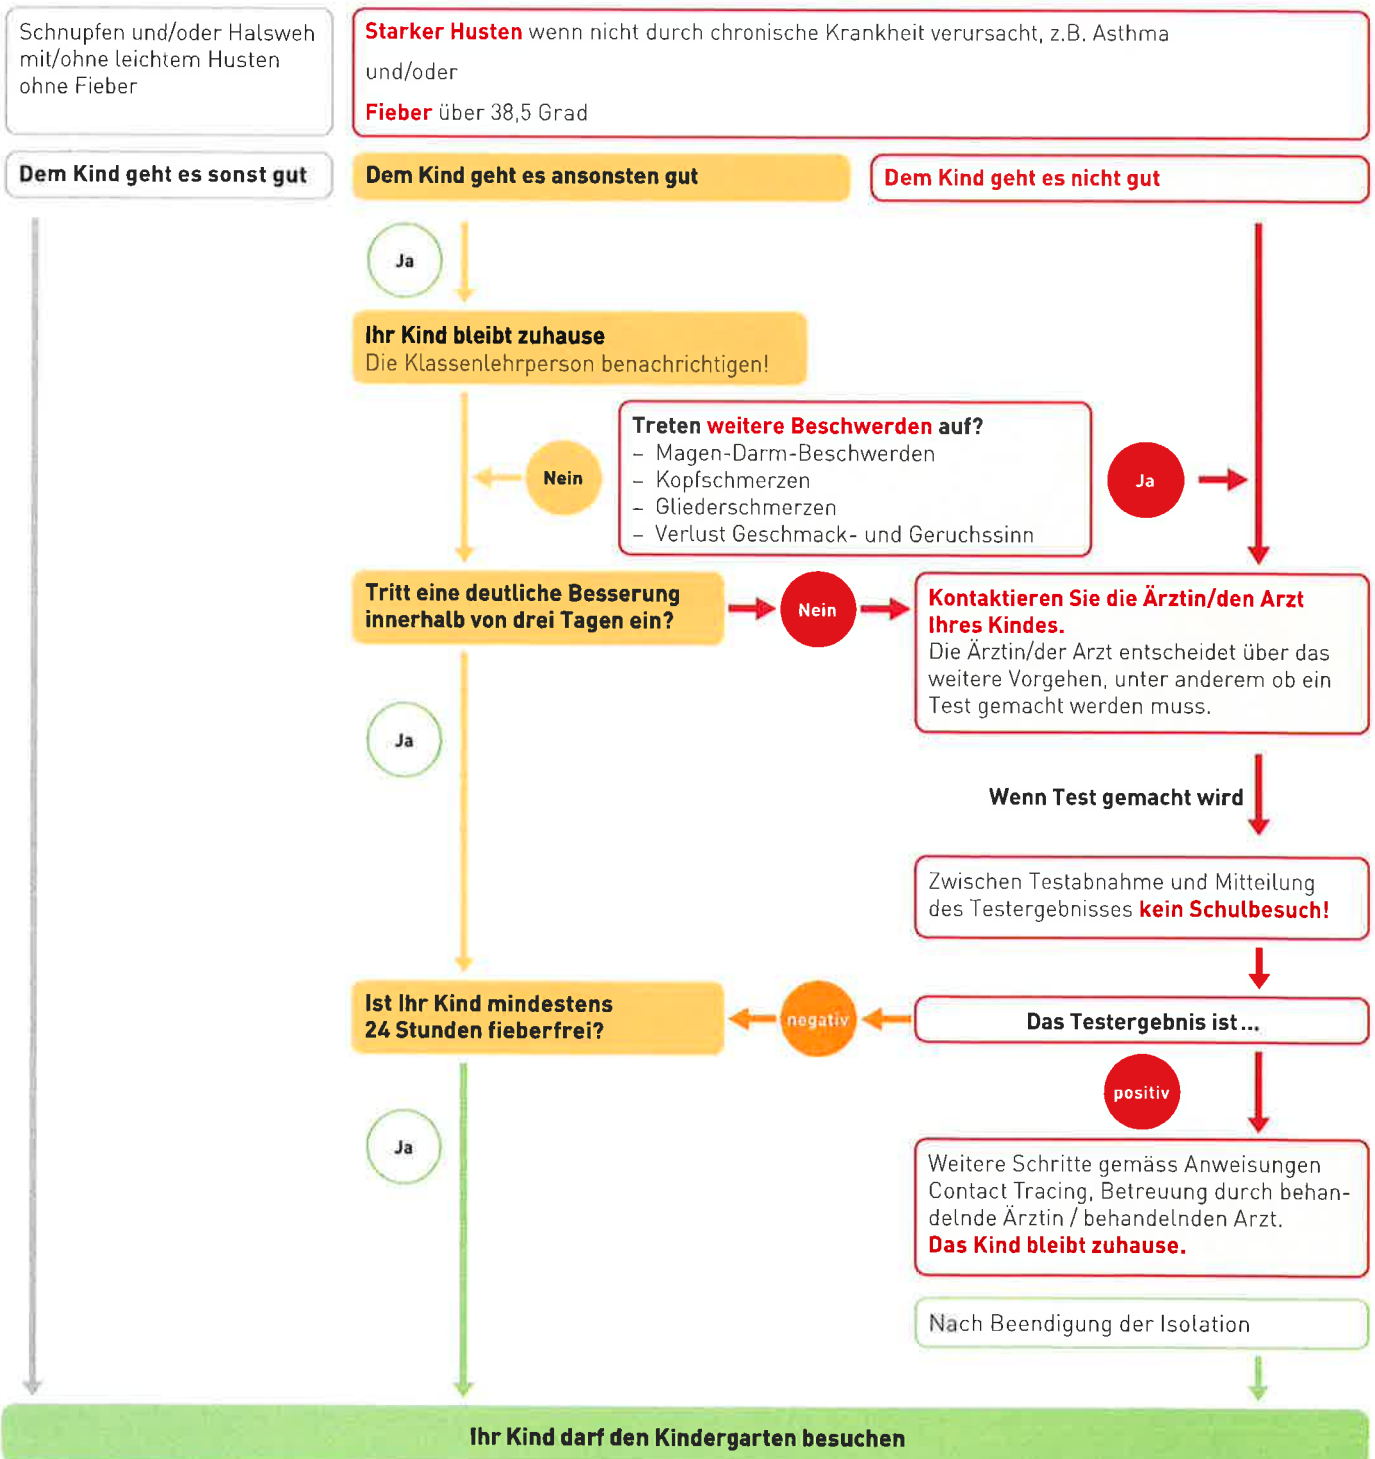 Schnupfen und/oder Halsweh
mit/ohne leichtem Husten
ohne Fieber
Starker Husten wenn nicht durch chronische Krankheit verursacht, z.B. Asthma
und/oder
Fieber über 38,5 Grad
Dem Kind geht es sonst gut
Dem Kind geht es ansonsten gut
Dem Kind geht es nicht gut
Ja
Ihr Kind bleibt zuhause
Die Klassenlehrperson benachrichtigen!
Treten weitere Beschwerden auf?
– Magen-Darm-Beschwerden
– Kopfschmerzen
– Gliederschmerzen
– Verlust Geschmack- und Geruchssinn
Nein
Ja
Tritt eine deutliche Besserung
innerhalb von drei Tagen ein?
Nein
Kontaktieren Sie die Ärztin/den Arzt
Ihres Kindes.
Die Ärztin/der Arzt entscheidet über das
weitere Vorgehen, unter anderem ob ein
Test gemacht werden muss.
Ja
Wenn Test gemacht wird
Zwischen Testabnahme und Mitteilung
des Testergebnisses kein Schulbesuch!
Ist Ihr Kind mindestens
24 Stunden fieberfrei?
negativ
Das Testergebnis ist...
positiv
Ja
Weitere Schritte gemäss Anweisungen
Contact Tracing, Betreuung durch behan-
delnde Ärztin / behandelnden Arzt.
Das Kind bleibt zuhause.
Nach Beendigung der Isolation
Ihr Kind darf den Kindergarten besuchen